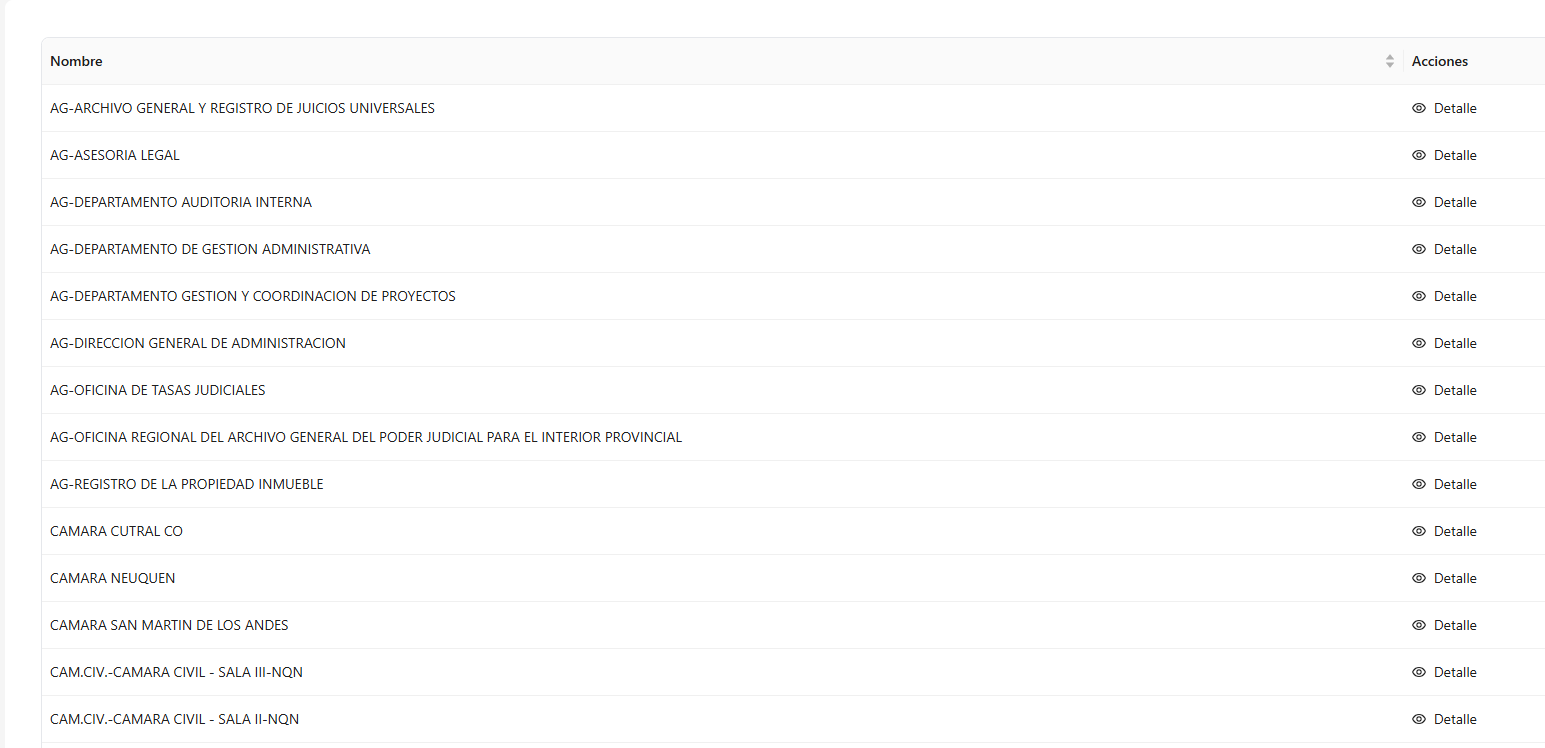 Nombre Acciones
AG-ARCHIVO GENERAL Y REGISTRO DE JUICIOS UNIVERSALES Detalle
AG-ASESORIA LEGAL Detalle
AG-DEPARTAMENTO AUDITORIA INTERNA Detalle
AG-DEPARTAMENTO DE GESTION ADMINISTRATIVA Detalle
AG-DEPARTAMENTO GESTION Y COORDINACION DE PROYECTOS Detalle
AG-DIRECCION GENERAL DE ADMINISTRACION Detalle
AG-OFICINA DE TASAS JUDICIALES Detalle
AG-OFICINA REGIONAL DEL ARCHIVO GENERAL DEL PODER JUDICIAL PARA EL INTERIOR PROVINCIAL Detalle
AG-REGISTRO DE LA PROPIEDAD INMUEBLE Detalle
CAMARA CUTRAL CO Detalle
CAMARA NEUQUEN Detalle
CAMARA SAN MARTIN DE LOS ANDES Detalle
CAM.CIV.-CAMARA CIVIL - SALA III-NQN Detalle
CAM.CIV.-CAMARA CIVIL - SALA II-NQN Detalle